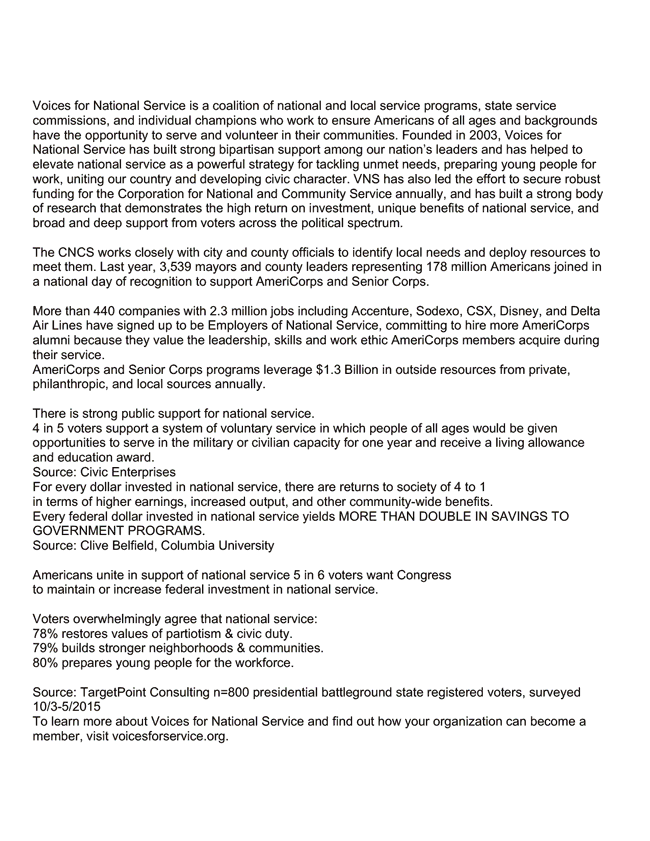 Voices for National Service is a coalition of national and local service programs, state service
commissions, and individual champions who work to ensure Americans of all ages and backgrounds
have the opportunity to serve and volunteer in their communities. Founded in 2003, Voices for
National Service has built strong bipartisan support among our nation's leaders and has helped to
elevate national service as a powerful strategy for tackling unmet needs, preparing young people for
work, uniting our country and developing civic character. VNS has also led the effort to secure robust
funding for the Corporation for National and Community Service annually, and has built a strong body
of research that demonstrates the high return on investment, unique benefits of national service, and
broad and deep support from voters across the political spectrum.
The CNCS works closely with city and county officials to identify local needs and deploy resources to
meet them. Last year, 3,539 mayors and county leaders representing 178 million Americans joined in
a national day of recognition to support AmeriCorps and Senior Corps.
More than 440 companies with 2.3 million jobs including Accenture, Sodexo, CSX, Disney, and Delta
Air Lines have signed up to be Employers of National Service, committing to hire more AmeriCorps
alumni because they value the leadership, skills and work ethic AmeriCorps members acquire during
their service.
AmeriCorps and Senior Corps programs leverage $1.3 Billion in outside resources from private,
philanthropic, and local sources annually.
There is strong public support for national service.
4 in 5 voters support a system of voluntary service in which people of all ages would be given
opportunities to serve in the military or civilian capacity for one year and receive a living allowance
and education award.
Source: Civic Enterprises
For every dollar invested in national service, there are returns to society of 4 to 1
in terms of higher earnings, increased output, and other community-wide benefits.
Every federal dollar invested in national service yields MORE THAN DOUBLE IN SAVINGS TO
GOVERNMENT PROGRAMS.
Source: Clive Belfield, Columbia University
Americans unite in support of national service 5 in 6 voters want Congress
to maintain or increase federal investment in national service.
Voters overwhelmingly agree that national service:
78% restores values of partiotism & civic duty.
79% builds stronger neighborhoods & communities.
80% prepares young people for the workforce.
Source: TargetPoint Consulting n=800 presidential battleground state registered voters, surveyed
10/3-5/2015
To learn more about Voices for National Service and find out how your organization can become a
member, visit voicesforservice.org.